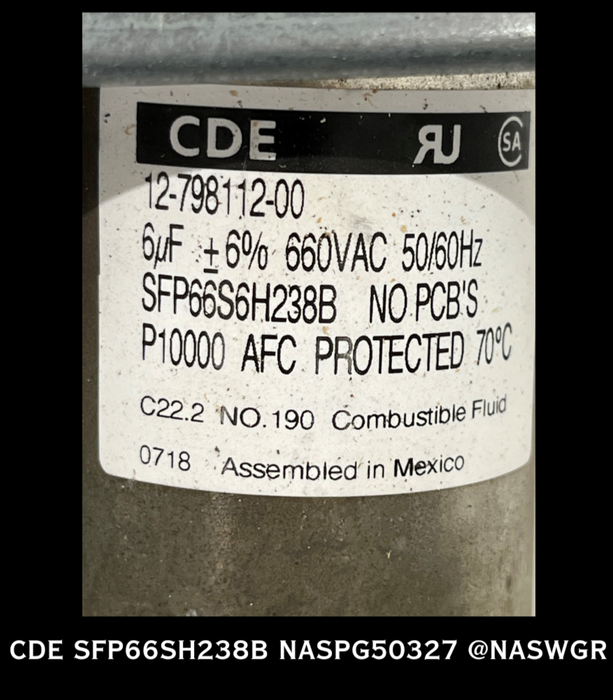 CDE RU SA
12-798112-00
6µF ±6% 660VAC 50/60Hz
SFP66S6H238B NO PCB'S
P10000 AFC PROTECTED 70°C
C22.2 NO.190 Combustible Fluid
0718 Assembled in Mexico
CDE SFP66SH238B NASPG50327 @NASWGR